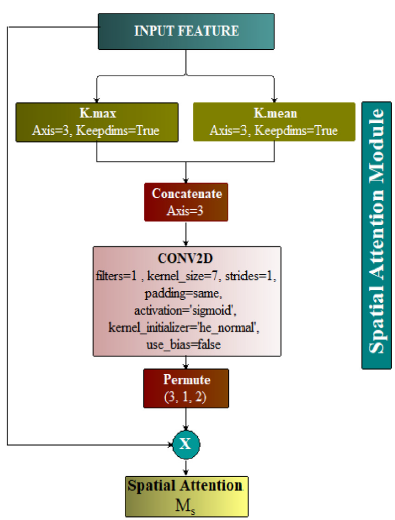 INPUT FEATURE
K.max
Axis=3, Keepdims=True
K.mean
Axis=3, Keepdims=True
Concatenate
Axis=3
CONV2D
filters=1 , kernel_size=7, strides=1,
padding=same,
activation='sigmoid',
kernel_initializer='he_normal',
use_bias=false
Permute
(3, 1, 2)
X
Spatial Attention
Ms
Spatial Attention Module